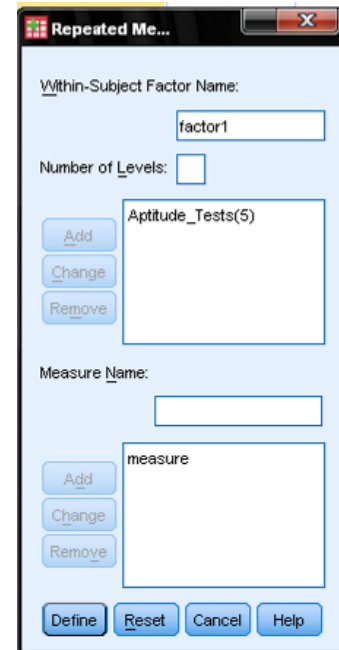 Repeated Me...
Within-Subject Factor Name:
factor1
Number of Levels:
Aptitude_Tests(5)
Add
Change
Remove
Measure Name:
measure
Add
Change
Remove
Define Reset Cancel Help